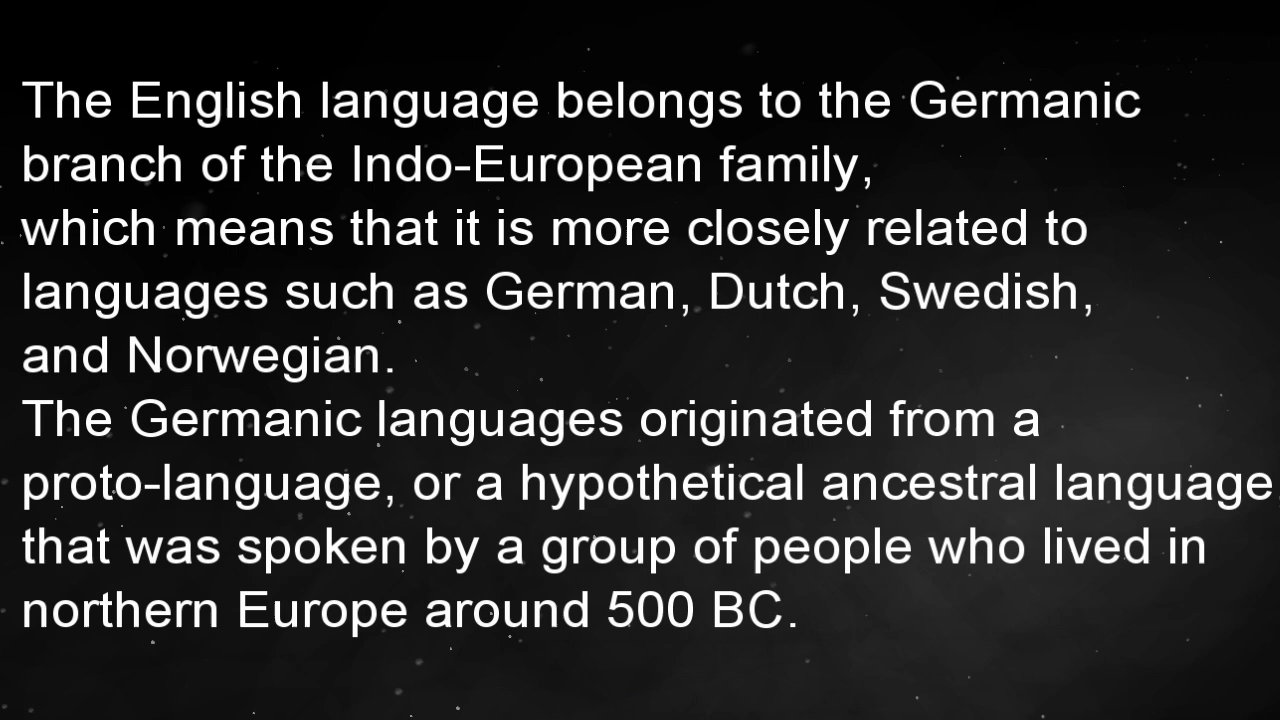 The English language belongs to the Germanic
branch of the Indo-European family,
which means that it is more closely related to
languages such as German, Dutch, Swedish,
and Norwegian.
The Germanic languages originated from a
proto-language, or a hypothetical ancestral language
that was spoken by a group of people who lived in
northern Europe around 500 BC.